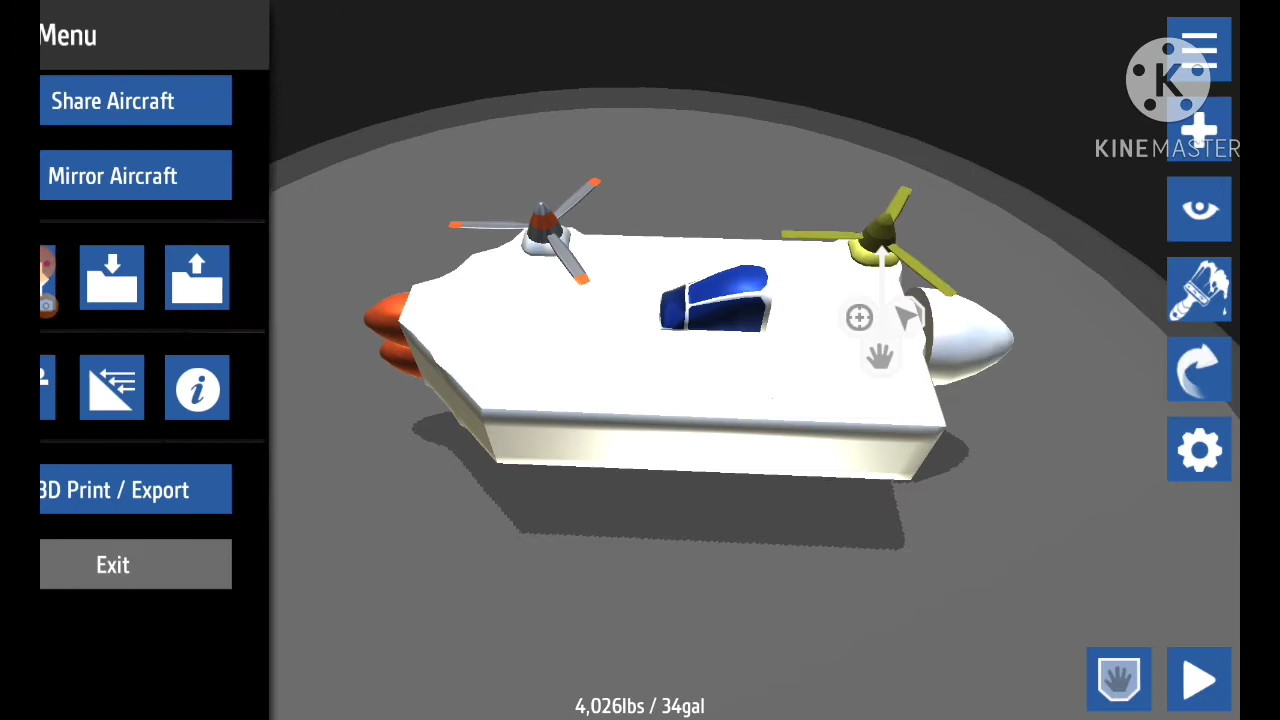 Menu
Share Aircraft
Mirror Aircraft
3D Print / Export
Exit
KINEMASTER
4,026lbs / 34gal